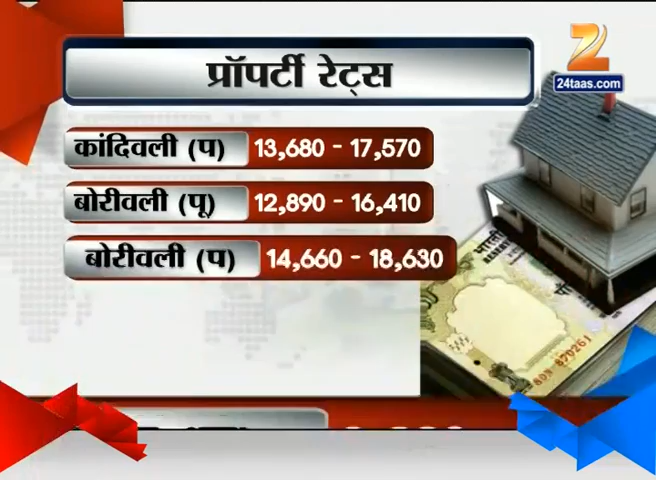 24taas.com
प्रॉपर्टी रेट्स
कांदिवली (प) 13,680 - 17,570
बोरीवली (पू) 12,890 - 16,410
बोरीवली (प) 14,660 - 18,630